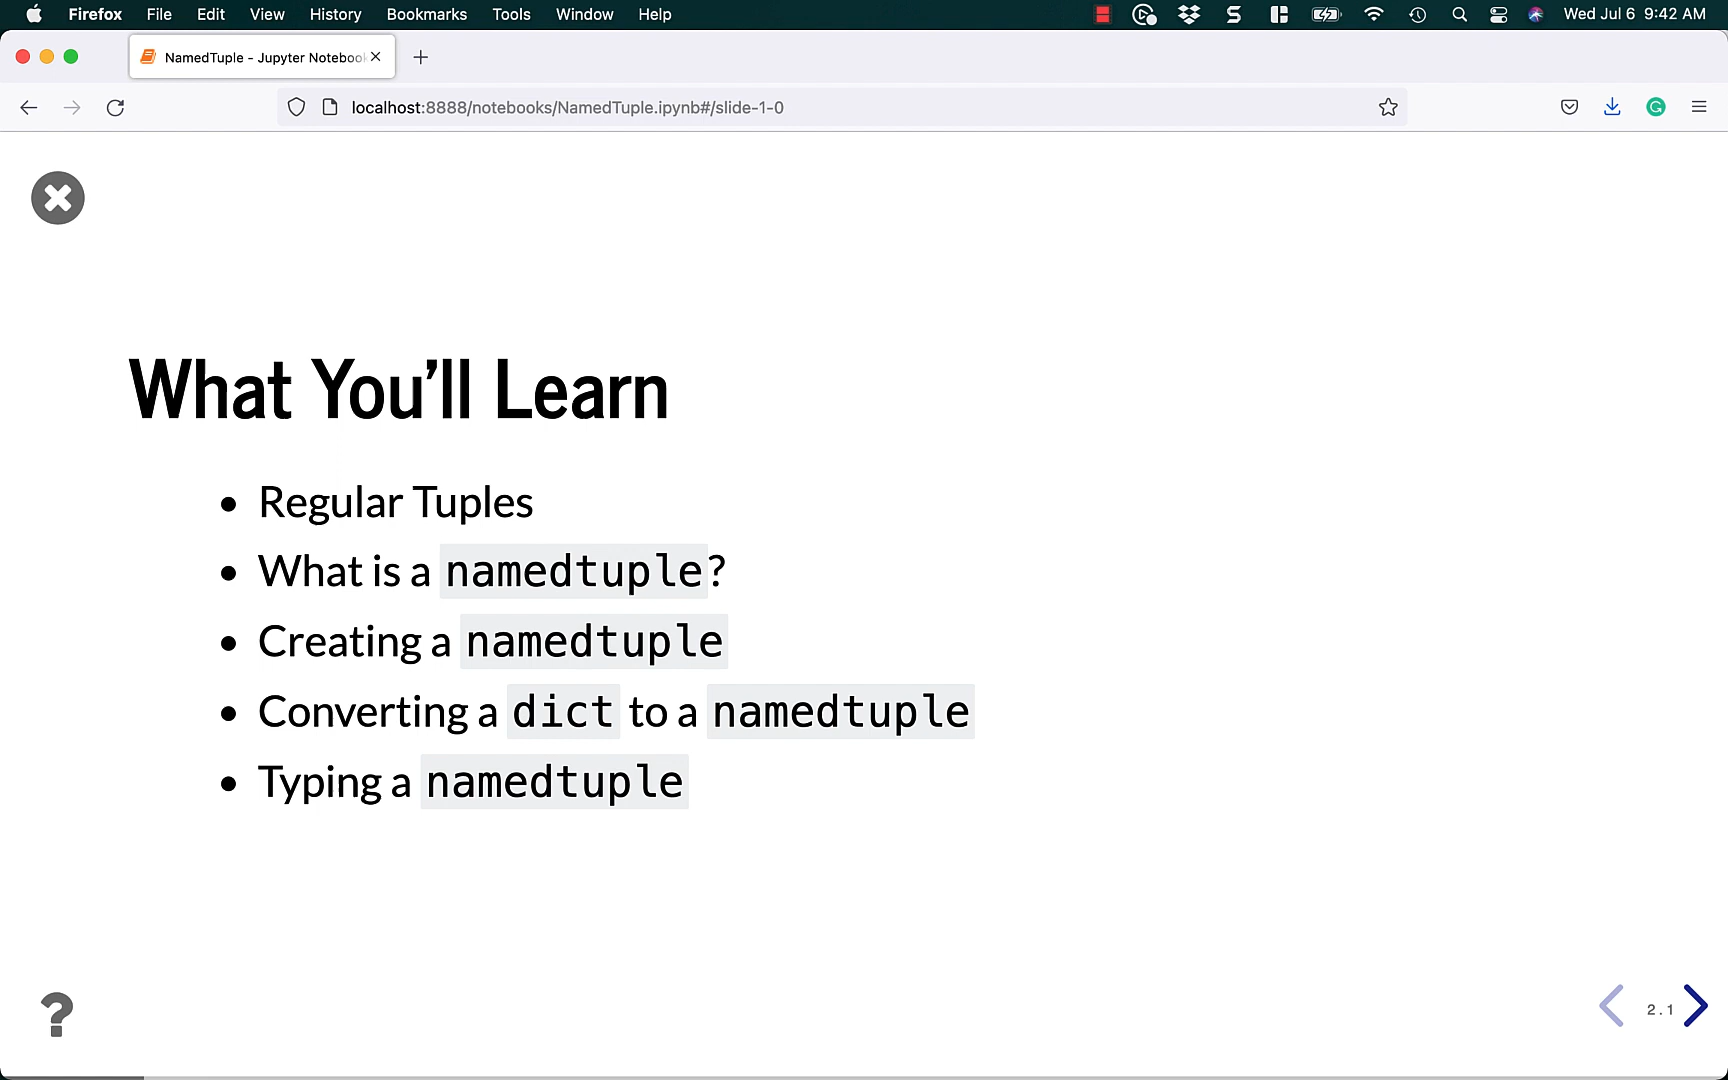 Firefox File Edit View History Bookmarks Tools Window Help Wed Jul 6 9:42 AM
NamedTuple - Jupyter Noteboo
localhost:8888/notebooks/NamedTuple.ipynb#/slide-1-0
What You'll Learn
• Regular Tuples
• What is a namedtuple?
• Creating a namedtuple
• Converting a dict to a namedtuple
• Typing a namedtuple
?
2.1